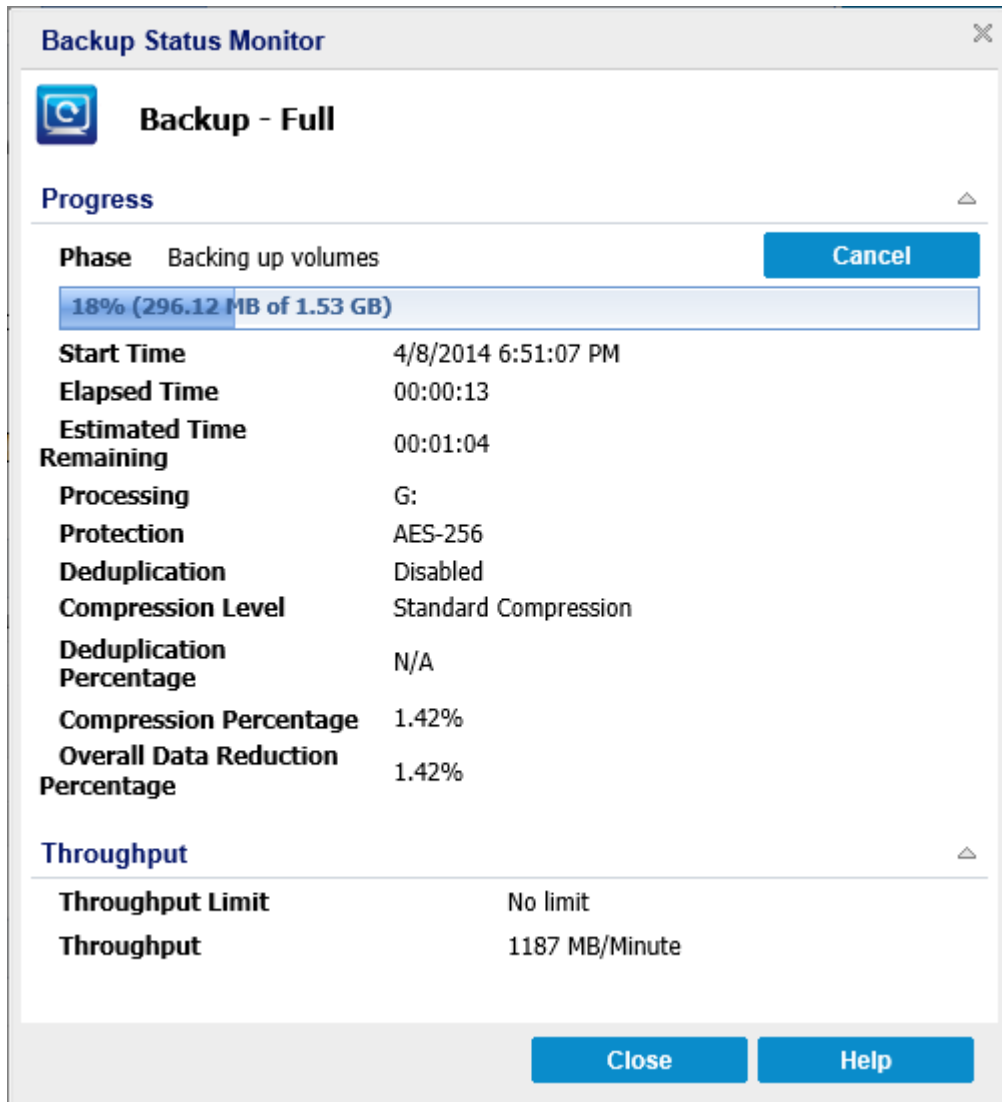 Backup Status Monitor
Backup - Full
Progress
Phase Backing up volumes Cancel
18% (296.12 MB of 1.53 GB)
Start Time 4/8/2014 6:51:07 PM
Elapsed Time 00:00:13
Estimated Time
Remaining 00:01:04
Processing G:
Protection AES-256
Deduplication Disabled
Compression Level Standard Compression
Deduplication
Percentage N/A
Compression Percentage 1.42%
Overall Data Reduction
Percentage 1.42%
Throughput
Throughput Limit No limit
Throughput 1187 MB/Minute
Close Help